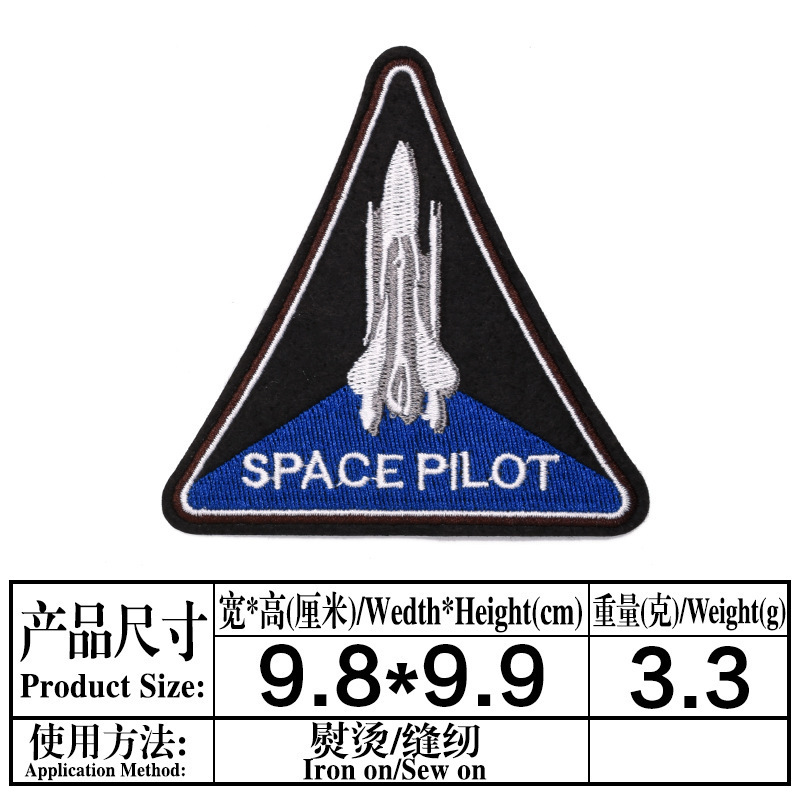 SPACE PILOT
产品尺寸
Product Size:
宽*高(厘米)/Wedth*Height(cm)
重量(克)/Weight(g)
9.8*9.9
3.3
使用方法:
Application Method:
熨烫/缝纫
Iron on/Sew on